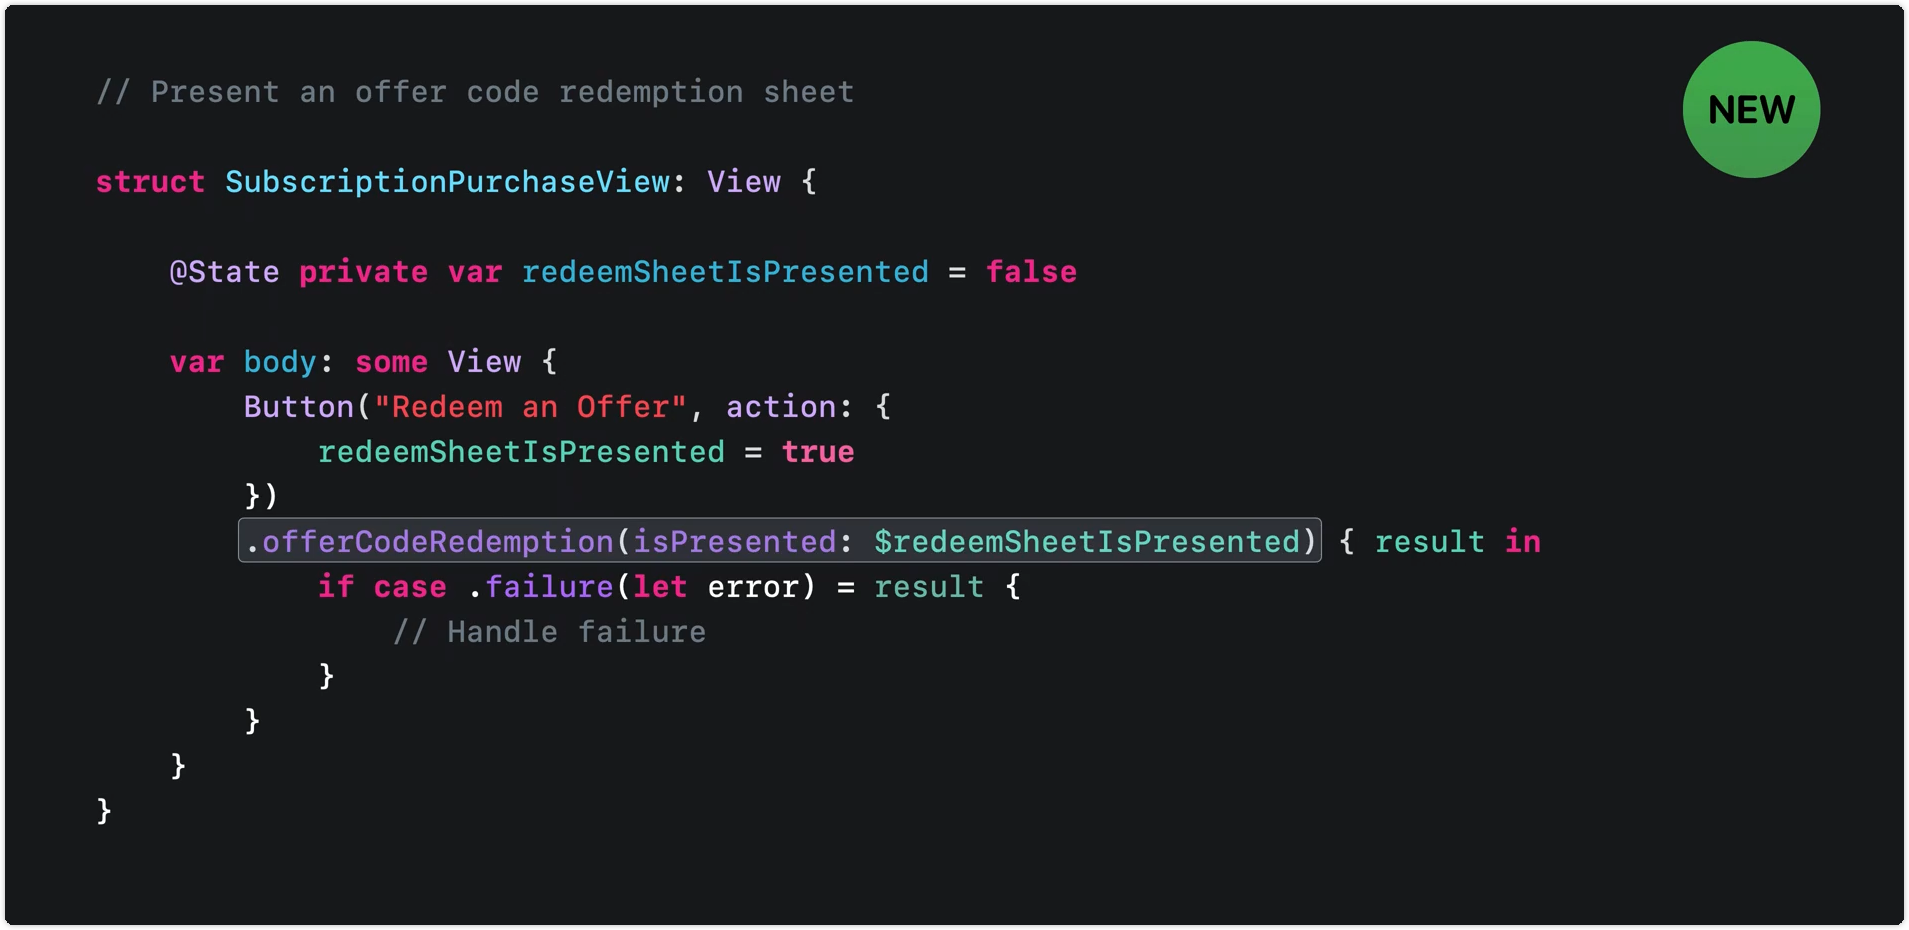 // Present an offer code redemption sheet
NEW
struct SubscriptionPurchaseView: View {
@State private var redeemSheetIsPresented = false
var body: some View {
Button("Redeem an Offer", action: {
redeemSheetIsPresented = true
})
.offerCodeRedemption(isPresented: $redeemSheetIsPresented) { result in
if case .failure(let error) = result {
// Handle failure
}
}
}
}